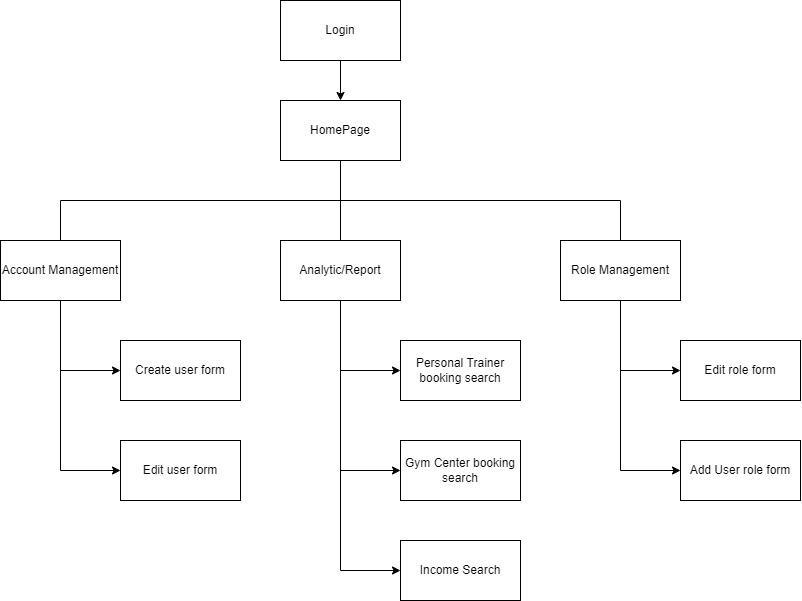 Login
HomePage
Account Management
Analytic/Report
Role Management
Create user form
Personal Trainer
booking search
Edit role form
Edit user form
Gym Center booking
search
Add User role form
Income Search